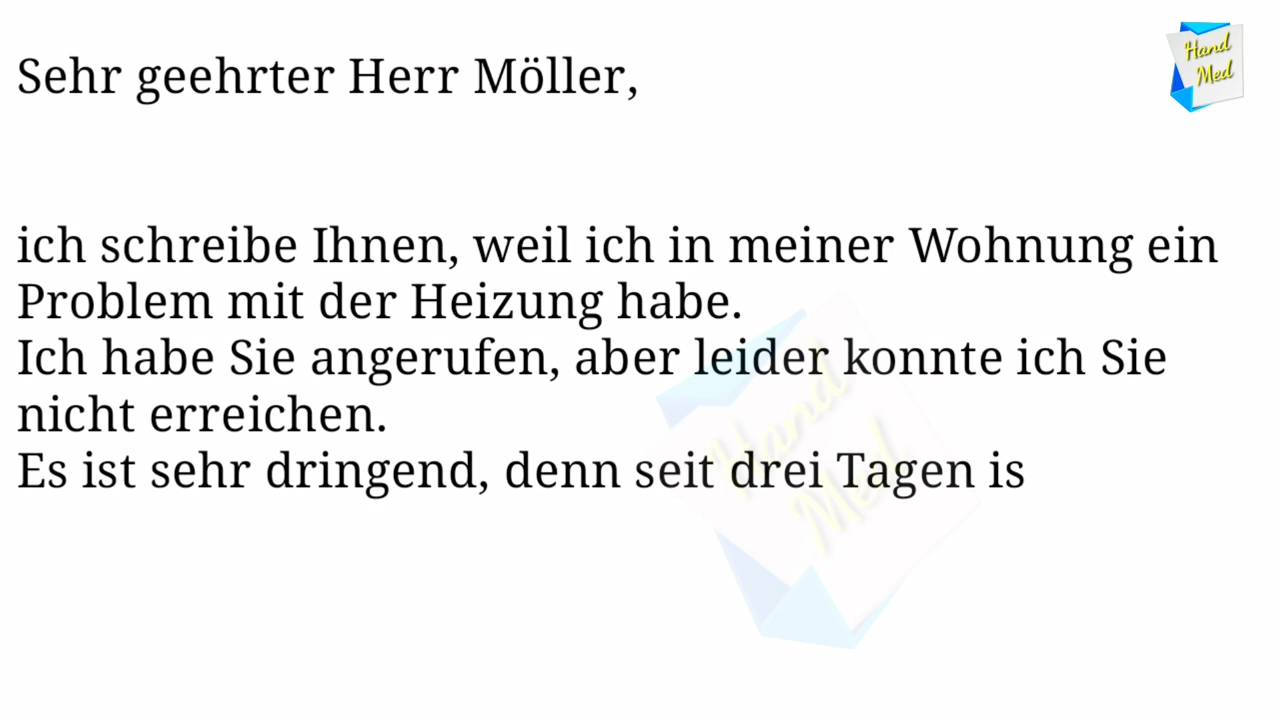 Sehr geehrter Herr Möller,
Hand
Med
ich schreibe Ihnen, weil ich in meiner Wohnung ein
Problem mit der Heizung habe.
Ich habe Sie angerufen, aber leider konnte ich Sie
nicht erreichen.
Es ist sehr dringend, denn seit drei Tagen is
Hand
Med